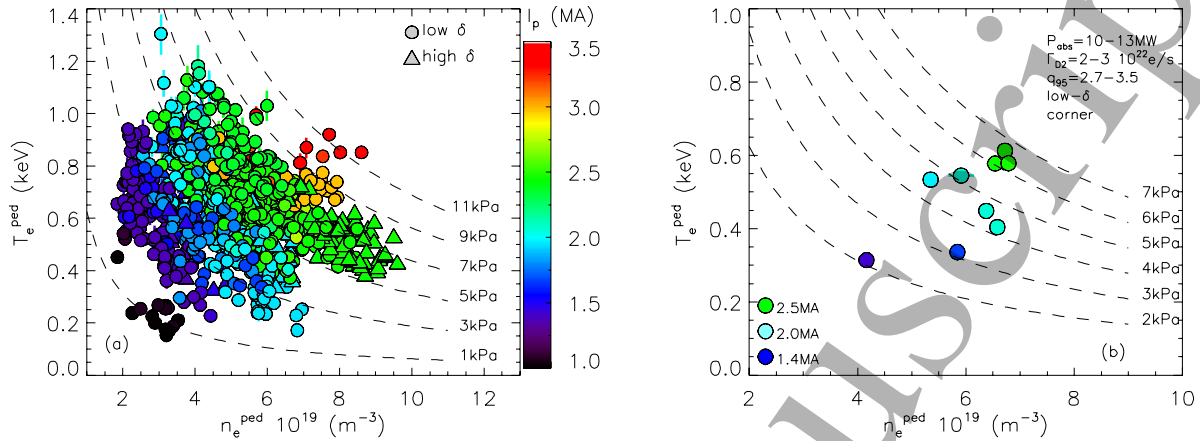 I_p (MA)
low δ
high δ
1.4
1.2
1.0
0.8
0.6
0.4
0.2
0.0
T_e^ped (keV)
11kPa
9kPa
7kPa
5kPa
3kPa
1kPa
(a)
2 4 6 8 10 12
n_e^ped 10^19 (m^-3)
3.5
3.0
2.5
2.0
1.5
1.0
P_abs=10-13MW
Γ_D2=2-3 10^22e/s
q_95=2.7-3.5
low-δ
corner
1.0
0.8
0.6
0.4
0.2
0.0
T_e^ped (keV)
7kPa
6kPa
5kPa
4kPa
3kPa
2kPa
2.5MA
2.0MA
1.4MA
(b)
2 4 6 8 10
n_e^ped 10^19 (m^-3)